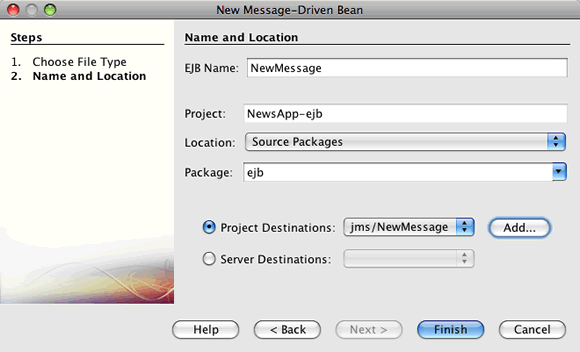 New Message-Driven Bean
Steps
1. Choose File Type
2. Name and Location
Name and Location
EJB Name: NewMessage
Project: NewsApp-ejb
Location: Source Packages
Package: ejb
Project Destinations: jms/NewMessage Add...
Server Destinations:
Help < Back Next > Finish Cancel